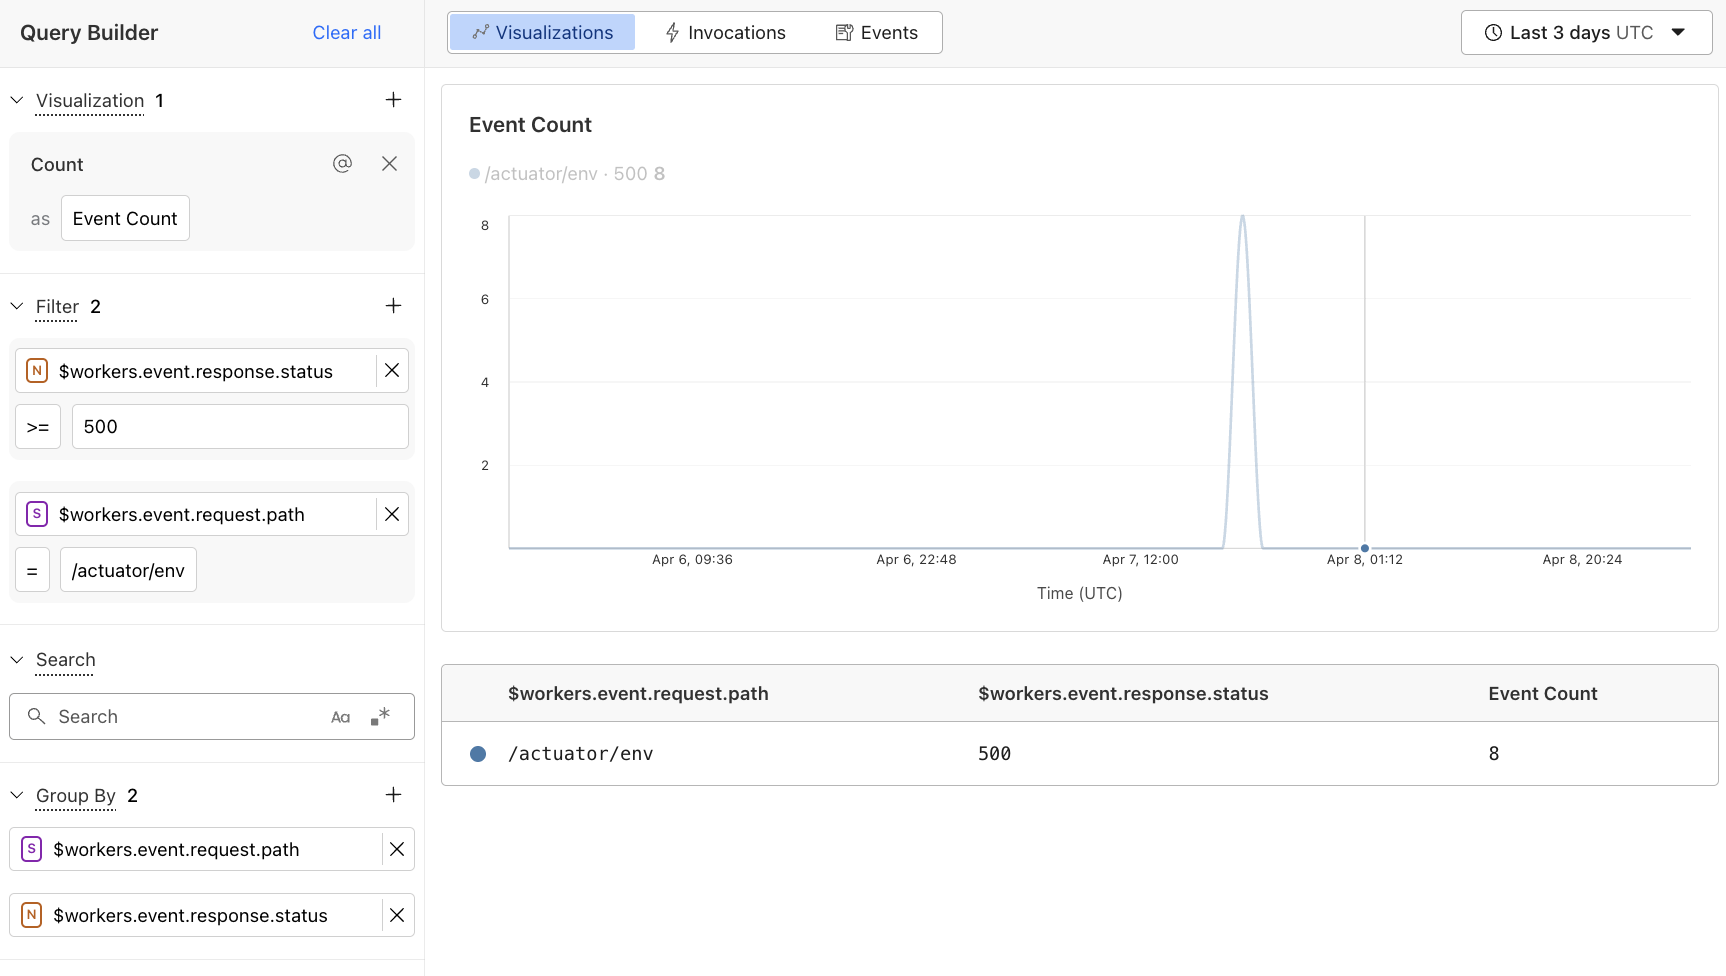 Query Builder
Clear all
Visualization 1
Count
@
as Event Count
Filter 2
N $workers.event.response.status
>= 500
S $workers.event.request.path
= /actuator/env
Search
Search Aa .*
Group By 2
S $workers.event.request.path
N $workers.event.response.status
Visualizations Invocations Events
Last 3 days UTC
Event Count
/actuator/env · 500 8
8
6
4
2
Apr 6, 09:36 Apr 6, 22:48 Apr 7, 12:00 Apr 8, 01:12 Apr 8, 20:24
Time (UTC)
$workers.event.request.path $workers.event.response.status Event Count
/actuator/env 500 8